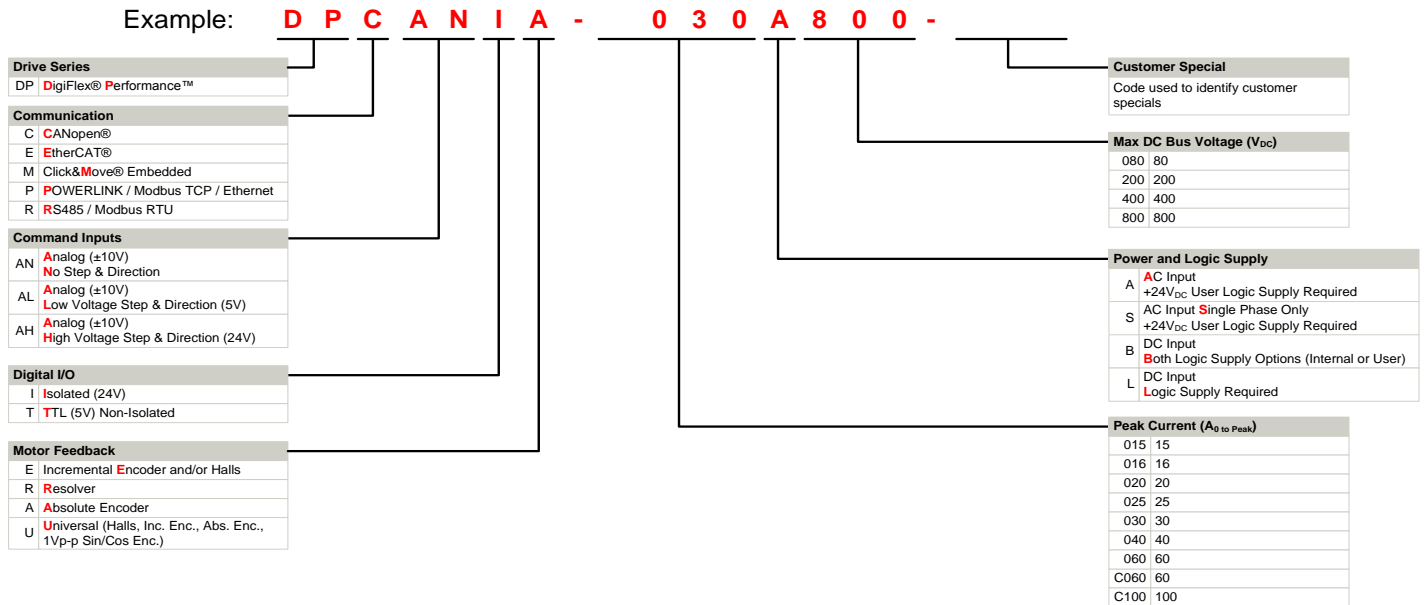 Example: D P C A N I A - 0 3 0 A 8 0 0 -
Drive Series
DP DigiFlex® Performance™
Communication
C CANopen®
E EtherCAT®
M Click&Move® Embedded
P POWERLINK / Modbus TCP / Ethernet
R RS485 / Modbus RTU
Command Inputs
AN Analog (±10V)
No Step & Direction
AL Analog (±10V)
Low Voltage Step & Direction (5V)
AH Analog (±10V)
High Voltage Step & Direction (24V)
Digital I/O
I Isolated (24V)
T TTL (5V) Non-Isolated
Motor Feedback
E Incremental Encoder and/or Halls
R Resolver
A Absolute Encoder
U Universal (Halls, Inc. Enc., Abs. Enc.,
1Vp-p Sin/Cos Enc.)
Customer Special
Code used to identify customer
specials
Max DC Bus Voltage (VDC)
080 80
200 200
400 400
800 800
Power and Logic Supply
A AC Input
+24VDC User Logic Supply Required
S AC Input Single Phase Only
+24VDC User Logic Supply Required
B DC Input
Both Logic Supply Options (Internal or User)
L DC Input
Logic Supply Required
Peak Current (A0 to Peak)
015 15
016 16
020 20
025 25
030 30
040 40
060 60
C060 60
C100 100